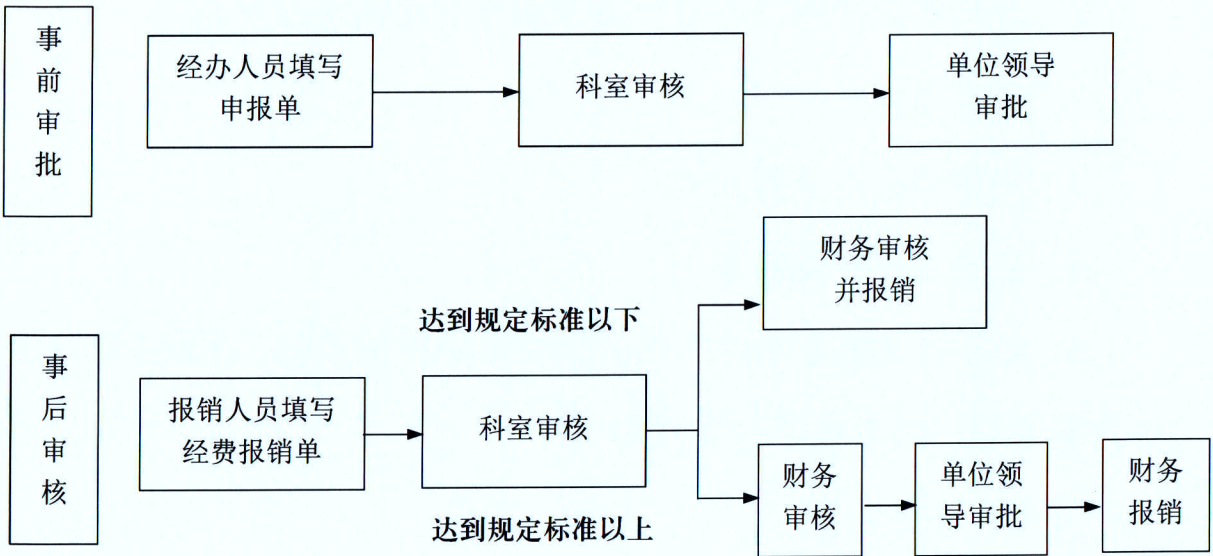 事前审批
经办人员填写
申报单
科室审核
单位领导
审批
事后审核
报销人员填写
经费报销单
达到规定标准以下
科室审核
达到规定标准以上
财务审核
并报销
财务
审核
单位领
导审批
财务
报销